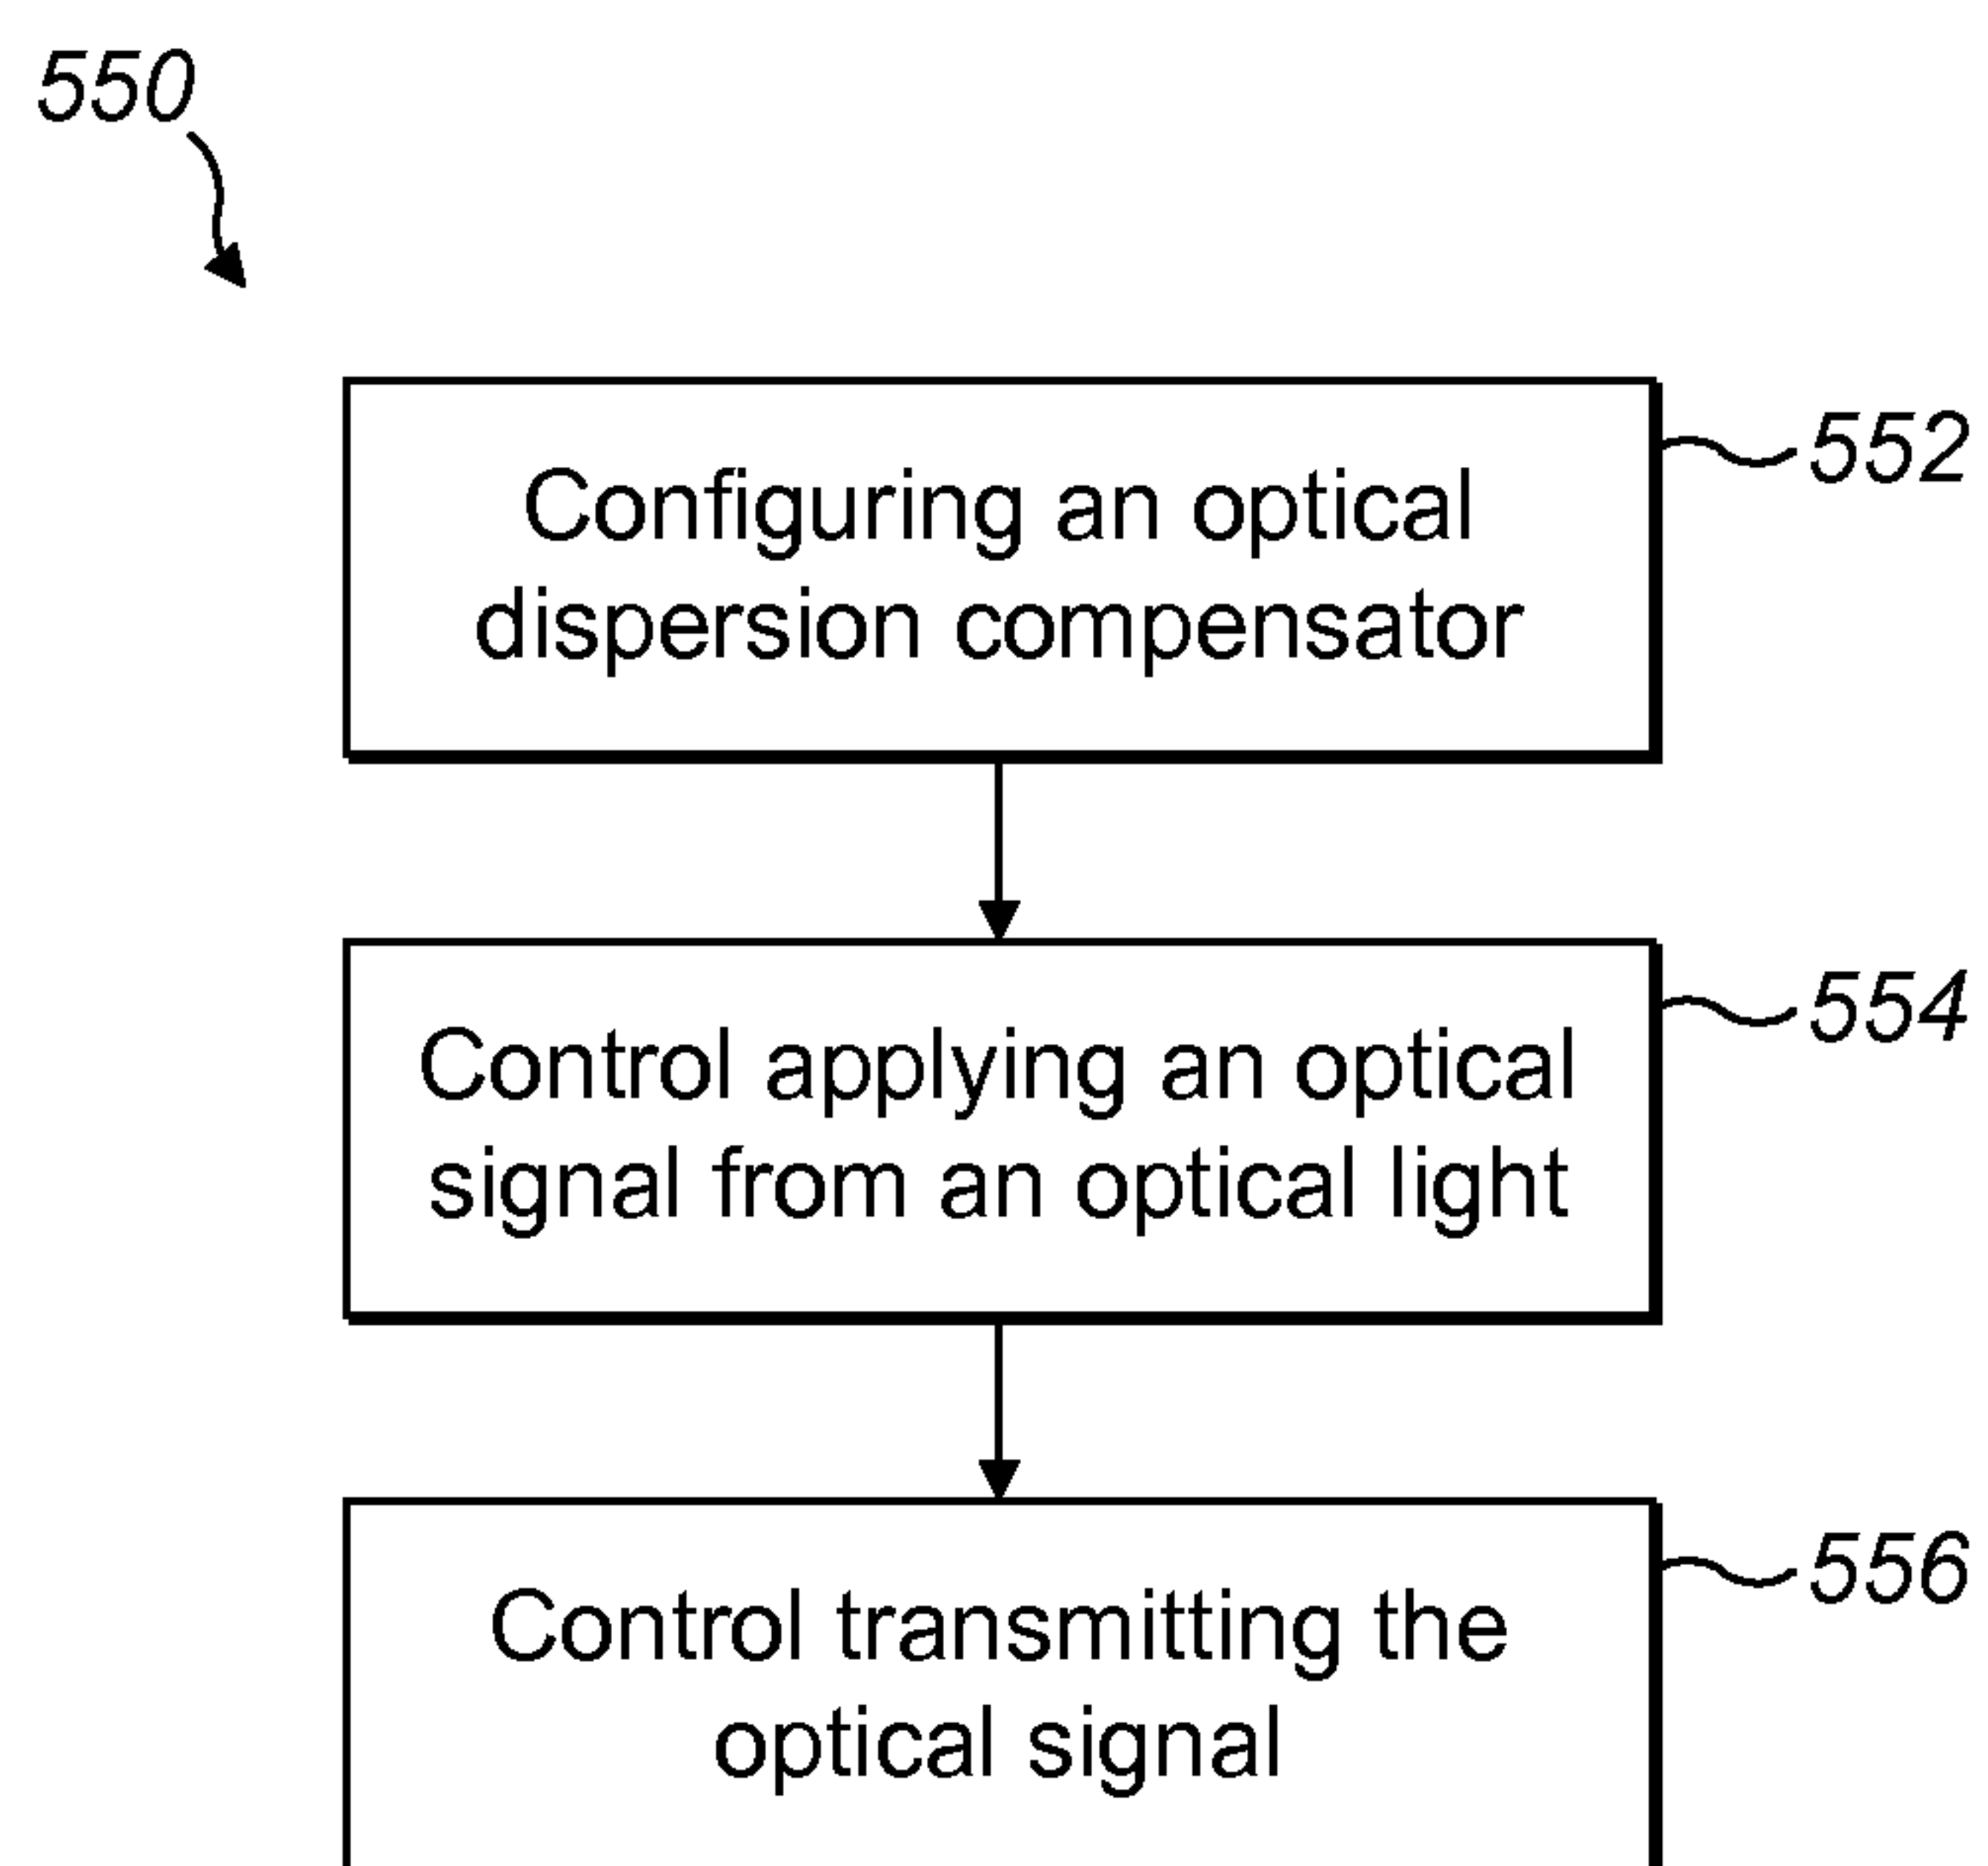 550
Configuring an optical
dispersion compensator
552
Control applying an optical
signal from an optical light
554
Control transmitting the
optical signal
556